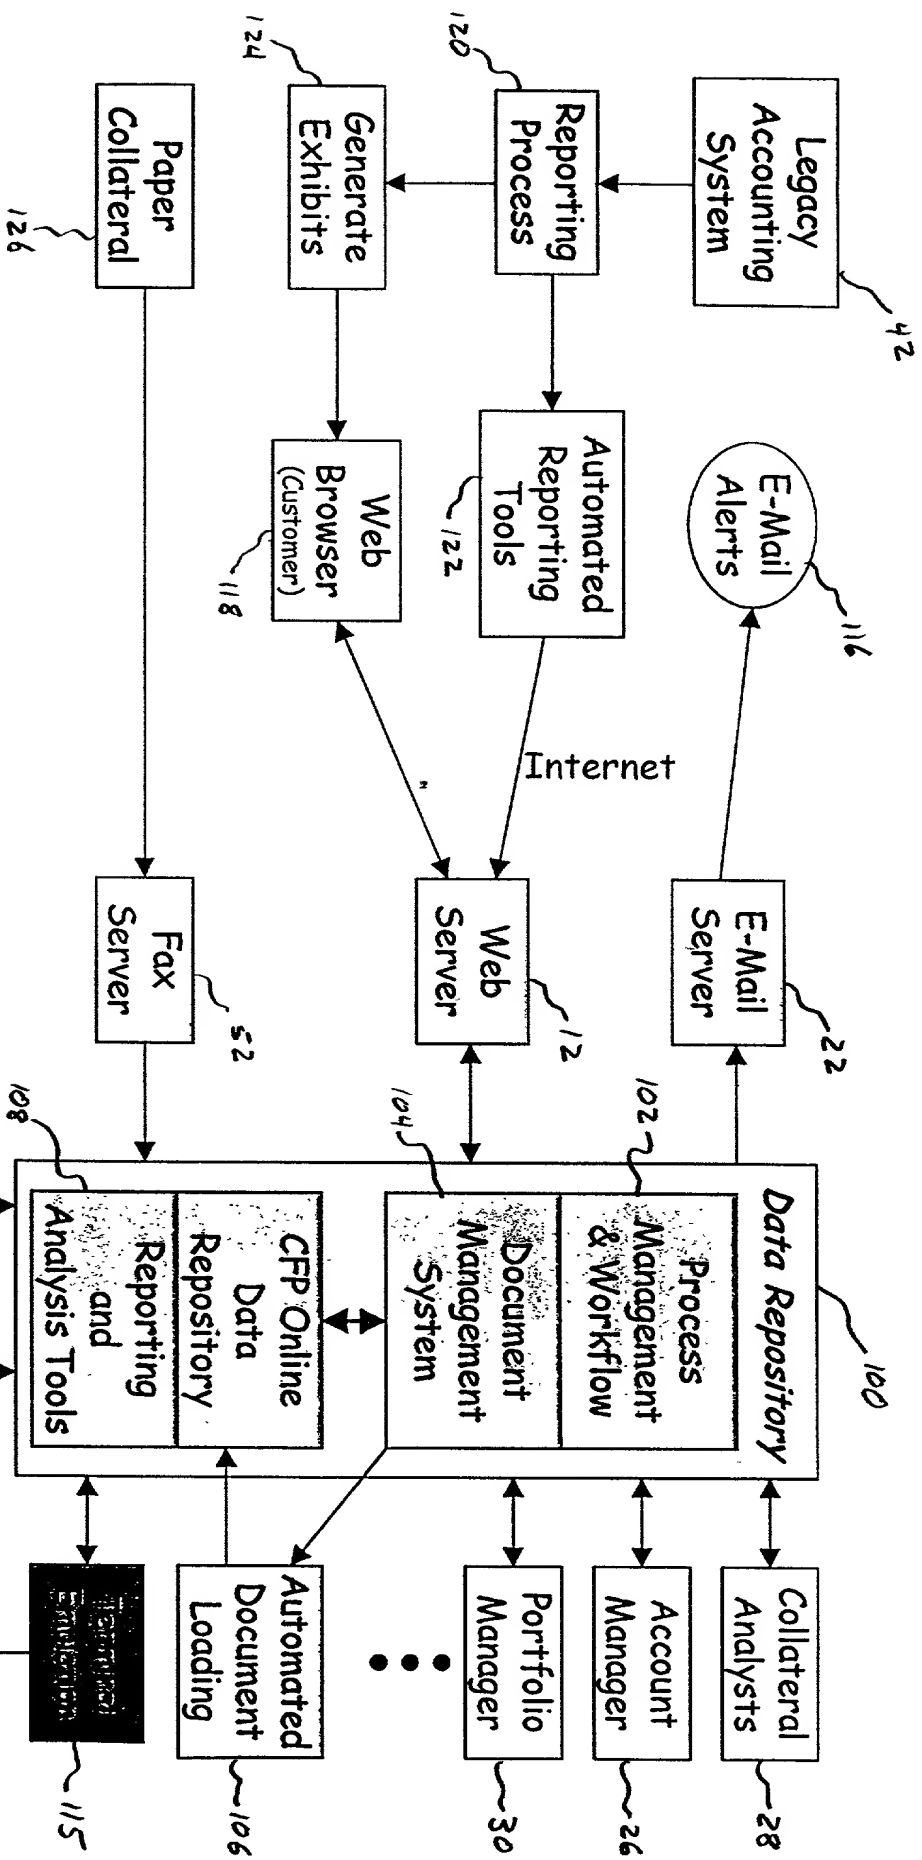 Legacy
Accounting
System
42
120
Reporting
Process
124
Generate
Exhibits
Paper
Collateral
126
E-Mail
Alerts
116
Automated
Reporting
Tools
122
Web
Browser
(Customer)
118
Internet
E-Mail
Server
22
Web
Server
12
Fax
Server
52
Data Repository
100
102
Process
Management
& Workflow
104
Document
Management
System
CFP Online
Data
Repository
108
Reporting
and
Analysis Tools
Collateral
Analysts
28
Account
Manager
26
Portfolio
Manager
30
Automated
Document
Loading
106
115